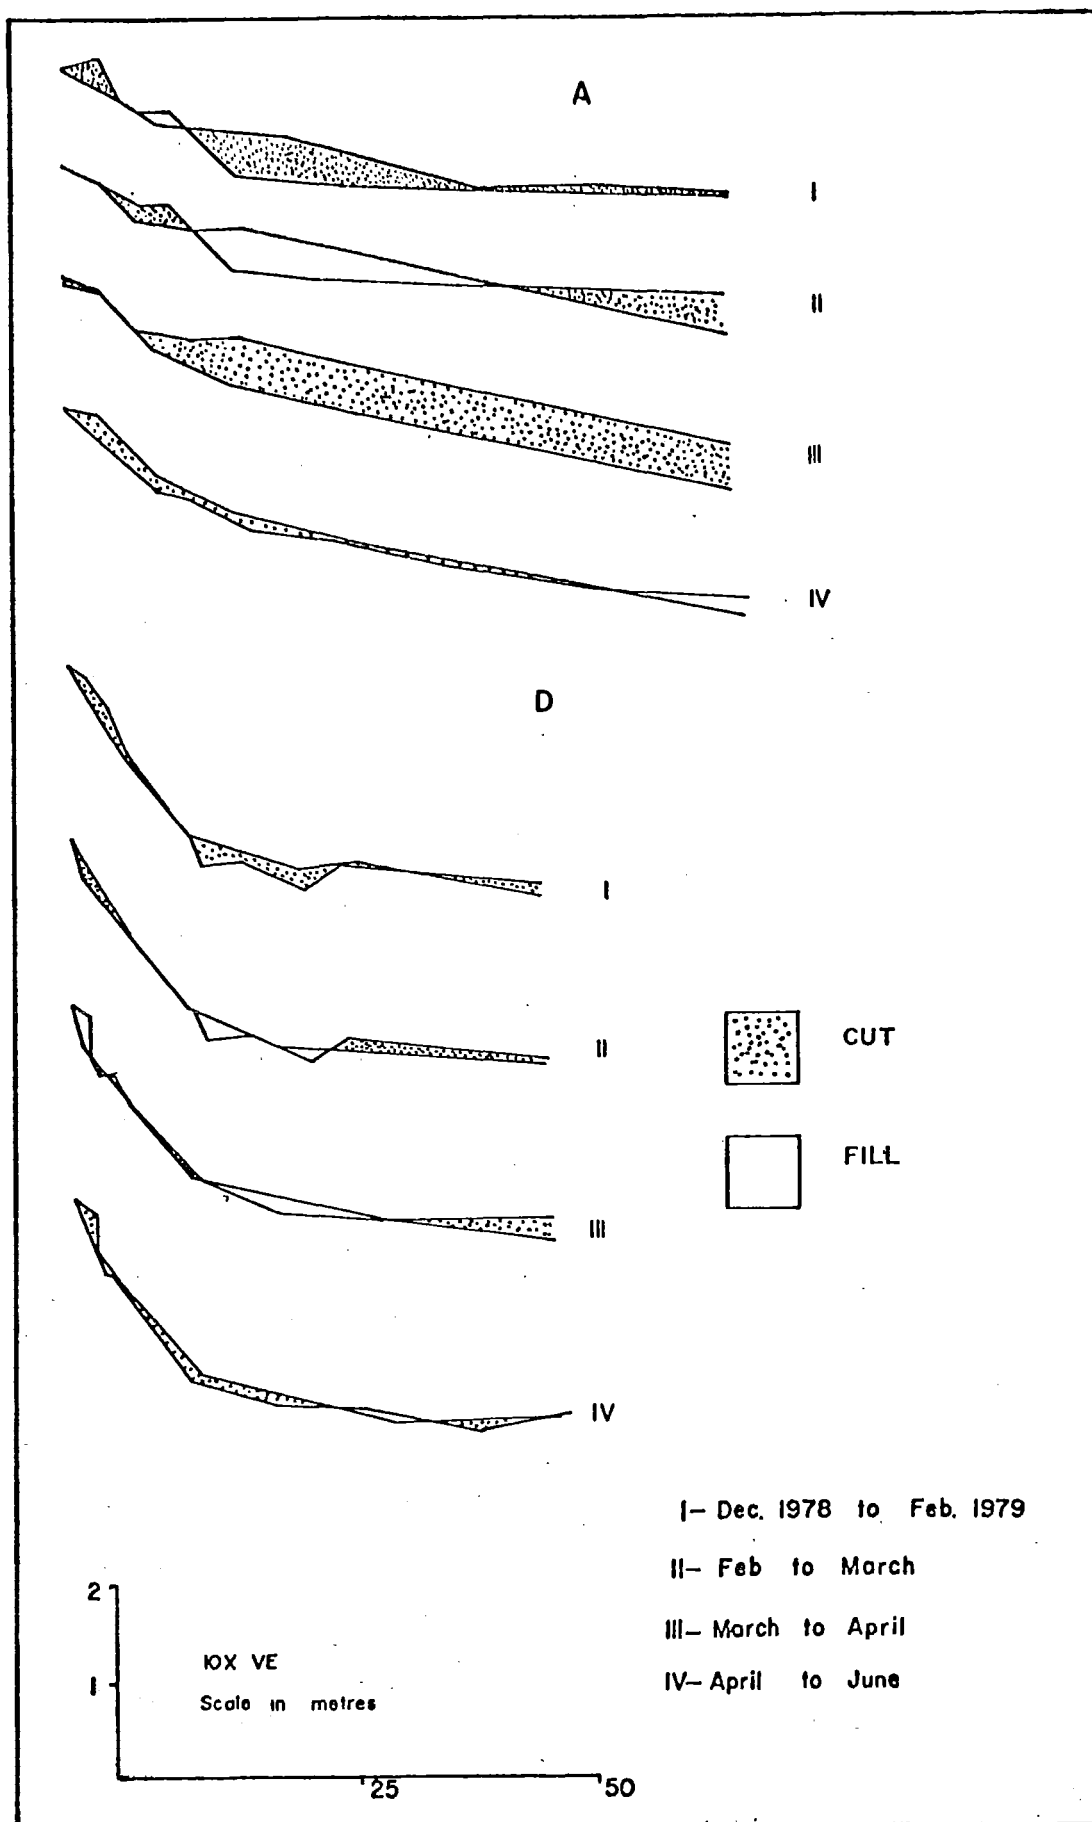 A
I
II
III
IV
D
I
II
III
IV
CUT
FILL
I– Dec. 1978 to Feb. 1979
II– Feb to March
III– March to April
IV– April to June
2
1
10X VE
Scale in metres
25
50